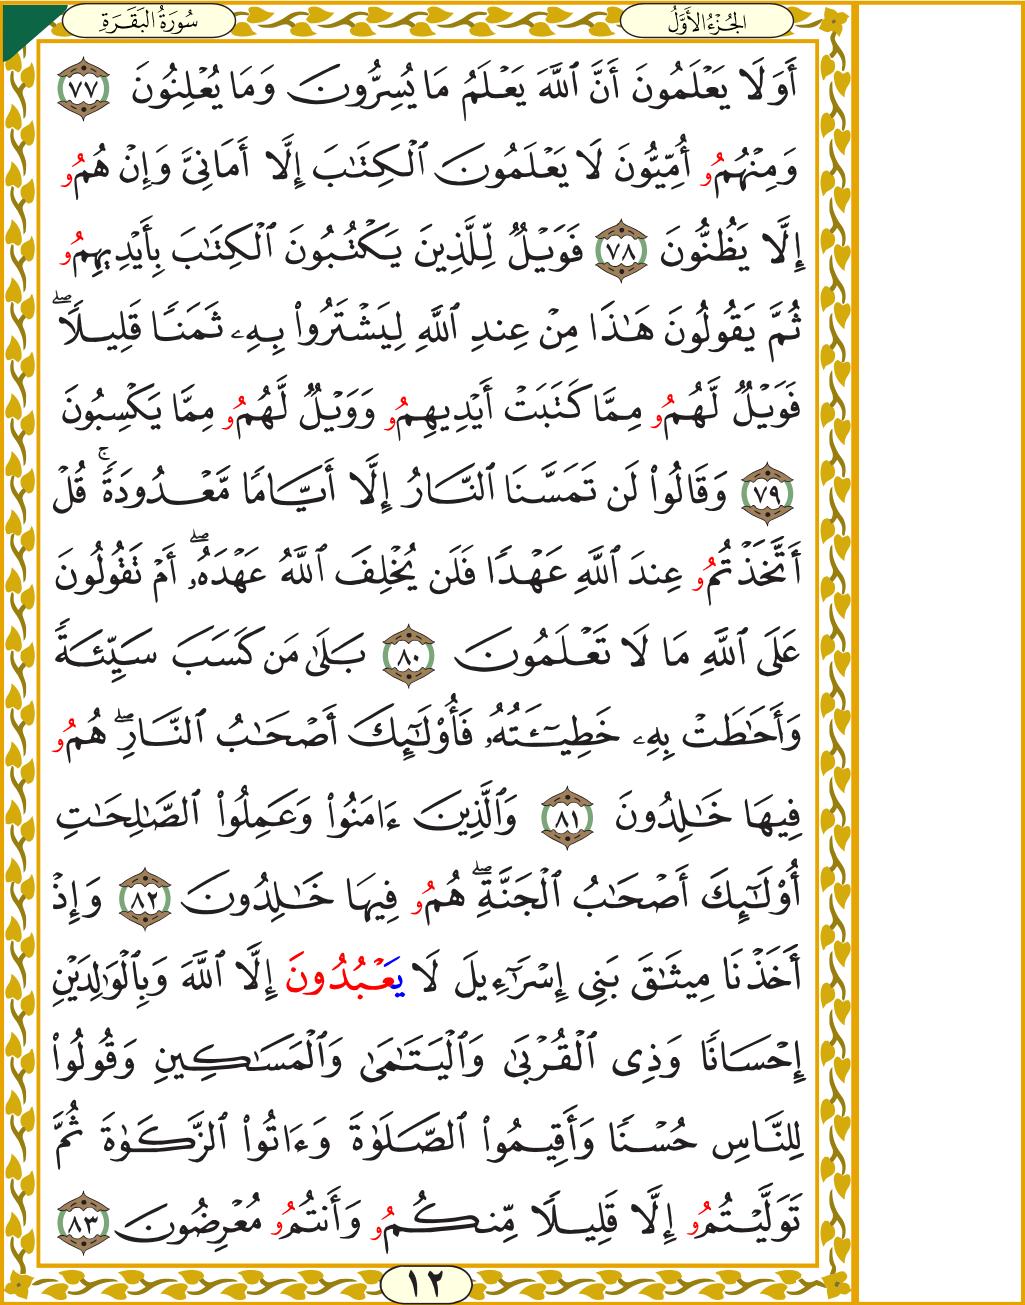 سُورَةُ البَقَرَةِ
الجُزْءُ الأَوَّلُ
أَوَلَا يَعْلَمُونَ أَنَّ ٱللَّهَ يَعْلَمُ مَا يُسِرُّونَ وَمَا يُعْلِنُونَ ٧٧
وَمِنْهُمُو أُمِّيُّونَ لَا يَعْلَمُونَ ٱلْكِتَٰبَ إِلَّا أَمَانِىَّ وَإِنْ هُمُو
إِلَّا يَظُنُّونَ ٧٨ فَوَيْلٌ لِّلَّذِينَ يَكْتُبُونَ ٱلْكِتَٰبَ بِأَيْدِيهِمُو
ثُمَّ يَقُولُونَ هَٰذَا مِنْ عِندِ ٱللَّهِ لِيَشْتَرُوا۟ بِهِۦ ثَمَنًا قَلِيلًا ۖ
فَوَيْلٌ لَّهُمُو مِمَّا كَتَبَتْ أَيْدِيهِمُو وَوَيْلٌ لَّهُمُو مِمَّا يَكْسِبُونَ
٧٩ وَقَالُوا۟ لَن تَمَسَّنَا ٱلنَّارُ إِلَّا أَيَّامًا مَّعْدُودَةً ۚ قُلْ
أَتَّخَذْتُمُو عِندَ ٱللَّهِ عَهْدًا فَلَن يُخْلِفَ ٱللَّهُ عَهْدَهُۥ ۖ أَمْ تَقُولُونَ
عَلَى ٱللَّهِ مَا لَا تَعْلَمُونَ ٨٠ بَلَىٰ مَن كَسَبَ سَيِّئَةً
وَأَحَٰطَتْ بِهِۦ خَطِيٓـَٔتُهُۥ فَأُو۟لَٰٓئِكَ أَصْحَٰبُ ٱلنَّارِ ۖ هُمُو
فِيهَا خَٰلِدُونَ ٨١ وَٱلَّذِينَ ءَامَنُوا۟ وَعَمِلُوا۟ ٱلصَّٰلِحَٰتِ
أُو۟لَٰٓئِكَ أَصْحَٰبُ ٱلْجَنَّةِ ۖ هُمُو فِيهَا خَٰلِدُونَ ٨٢ وَإِذْ
أَخَذْنَا مِيثَٰقَ بَنِى إِسْرَٰٓءِيلَ لَا يَعْبُدُونَ إِلَّا ٱللَّهَ وَبِٱلْوَٰلِدَيْنِ
إِحْسَانًا وَذِى ٱلْقُرْبَىٰ وَٱلْيَتَٰمَىٰ وَٱلْمَسَٰكِينِ وَقُولُوا۟
لِلنَّاسِ حُسْنًا وَأَقِيمُوا۟ ٱلصَّلَوٰةَ وَءَاتُوا۟ ٱلزَّكَوٰةَ ثُمَّ
تَوَلَّيْتُمُو إِلَّا قَلِيلًا مِّنكُمُو وَأَنتُمُو مُعْرِضُونَ ٨٣
١٢